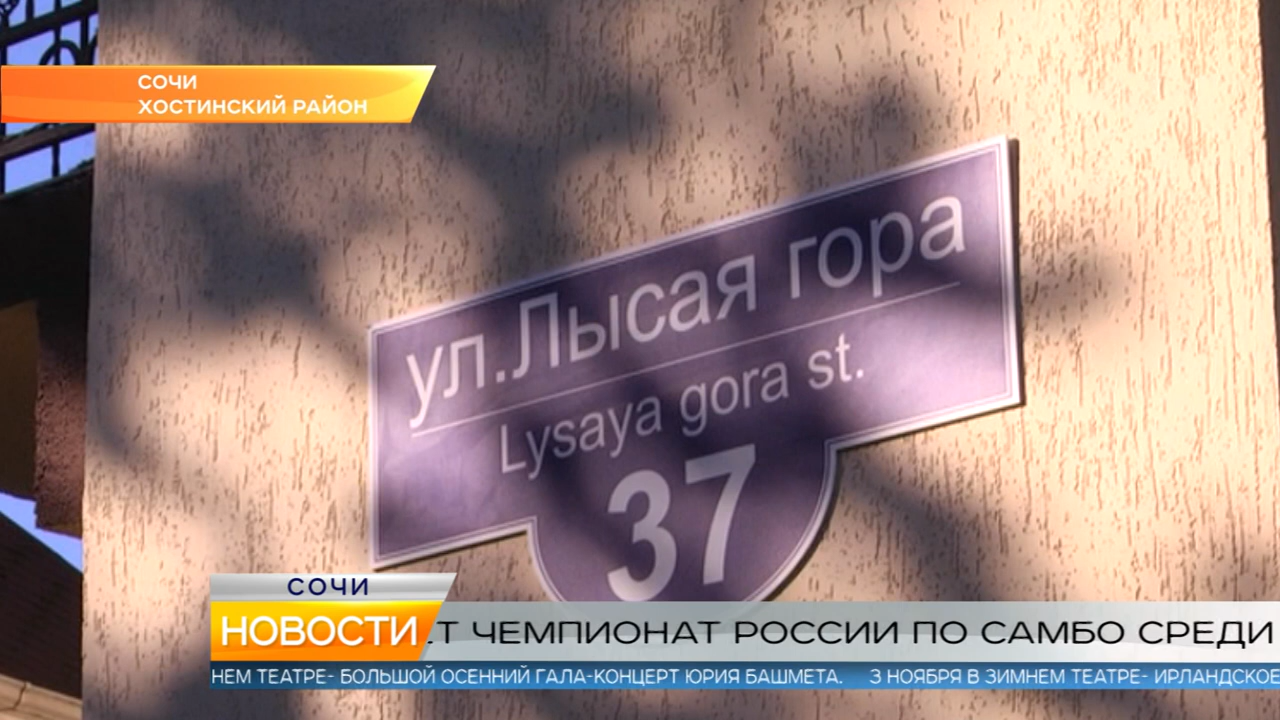 СОЧИ
ХОСТИНСКИЙ РАЙОН
ул.Лысая гора
Lysaya gora st.
37
СОЧИ
НОВОСТИ
ЕТ ЧЕМПИОНАТ РОССИИ ПО САМБО СРЕДИ
НЕМ ТЕАТРЕ- БОЛЬШОЙ ОСЕННИЙ ГАЛА-КОНЦЕРТ ЮРИЯ БАШМЕТА. 3 НОЯБРЯ В ЗИМНЕМ ТЕАТРЕ- ИРЛАНДСКОЕ